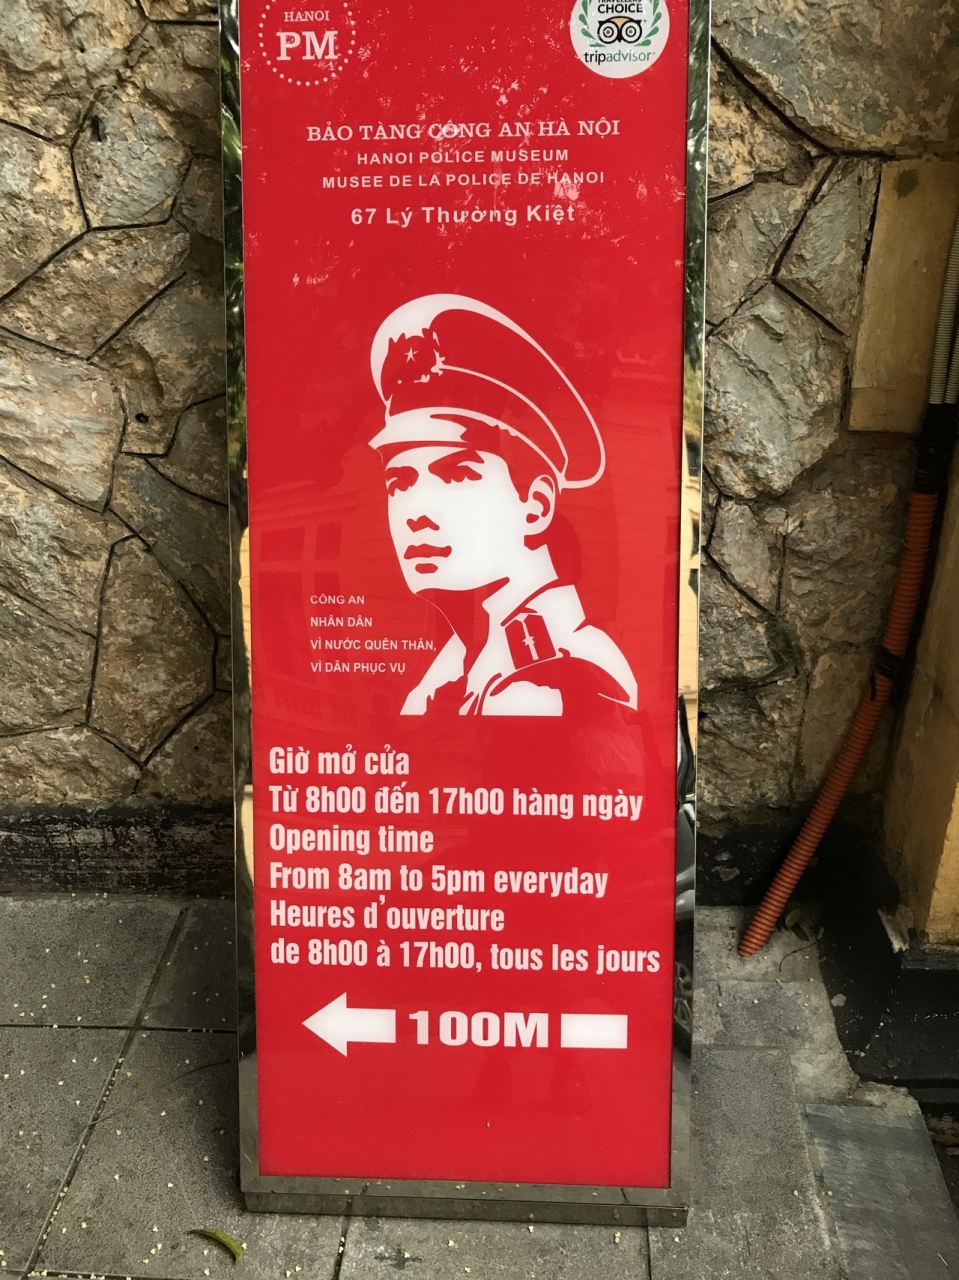 HANOI
PM
TRAVELLERS'
CHOICE
tripadvisor
BẢO TÀNG CÔNG AN HÀ NỘI
HANOI POLICE MUSEUM
MUSEE DE LA POLICE DE HANOI
67 Lý Thường Kiệt
CÔNG AN
NHÂN DÂN
VÌ NƯỚC QUÊN THÂN,
VÌ DÂN PHỤC VỤ
Giờ mở cửa
Từ 8h00 đến 17h00 hàng ngày
Opening time
From 8am to 5pm everyday
Heures d'ouverture
de 8h00 à 17h00, tous les jours
100M